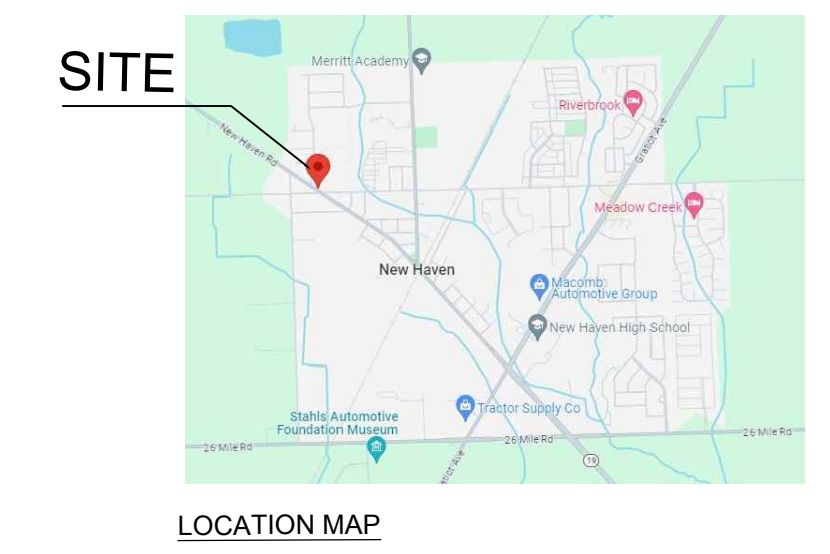 SITE
Merritt Academy
Riverbrook
New Haven Rd
Gratiot Ave
Meadow Creek
New Haven
Macomb
Automotive Group
New Haven High School
Tractor Supply Co
Stahls Automotive
Foundation Museum
26 Mile Rd
26 Mile Rd
26 Mile Rd
19
atiot Ave
LOCATION MAP